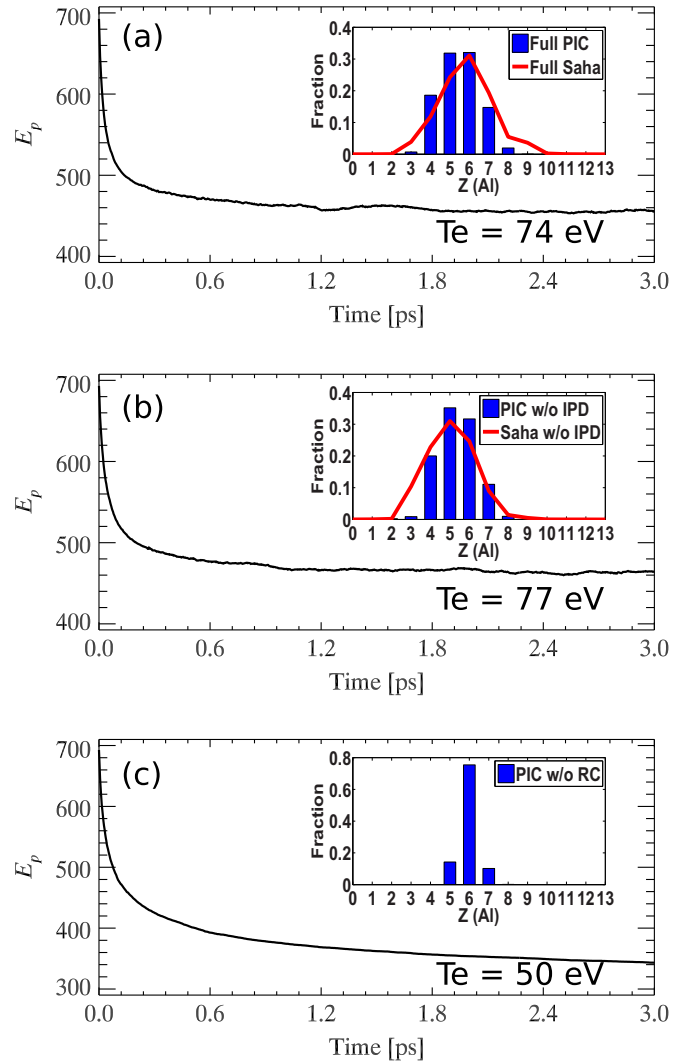 (a)
Full PIC
Full Saha
0.4
0.3
0.2
0.1
0
Fraction
0 1 2 3 4 5 6 7 8 9 10 11 12 13
Z (Al)
700
600
500
400
E_p
Te = 74 eV
0.0 0.6 1.2 1.8 2.4 3.0
Time [ps]
(b)
PIC w/o IPD
Saha w/o IPD
0.4
0.3
0.2
0.1
0
Fraction
0 1 2 3 4 5 6 7 8 9 10 11 12 13
Z (Al)
700
600
500
400
E_p
Te = 77 eV
0.0 0.6 1.2 1.8 2.4 3.0
Time [ps]
(c)
PIC w/o RC
0.8
0.6
0.4
0.2
0
Fraction
0 1 2 3 4 5 6 7 8 9 10 11 12 13
Z (Al)
700
600
500
400
300
E_p
Te = 50 eV
0.0 0.6 1.2 1.8 2.4 3.0
Time [ps]